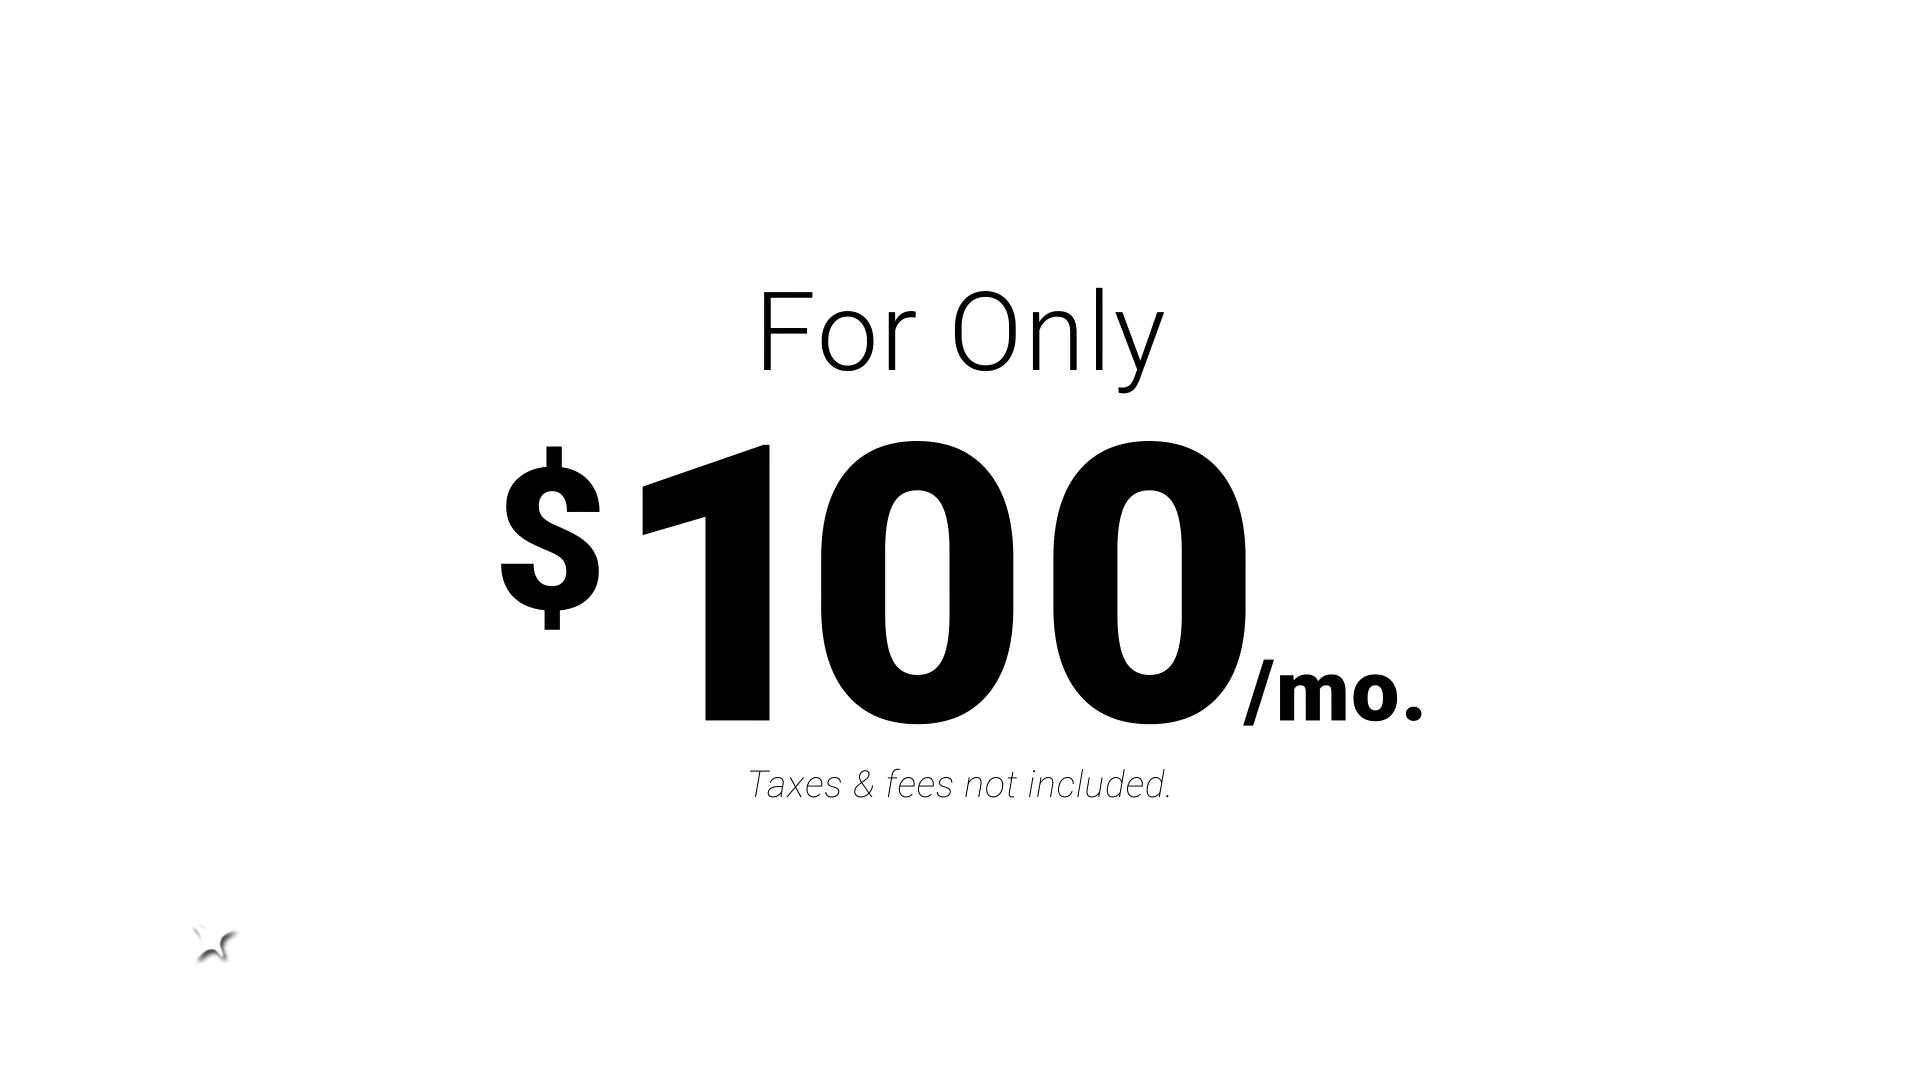 For Only
$100/mo.
Taxes & fees not included.